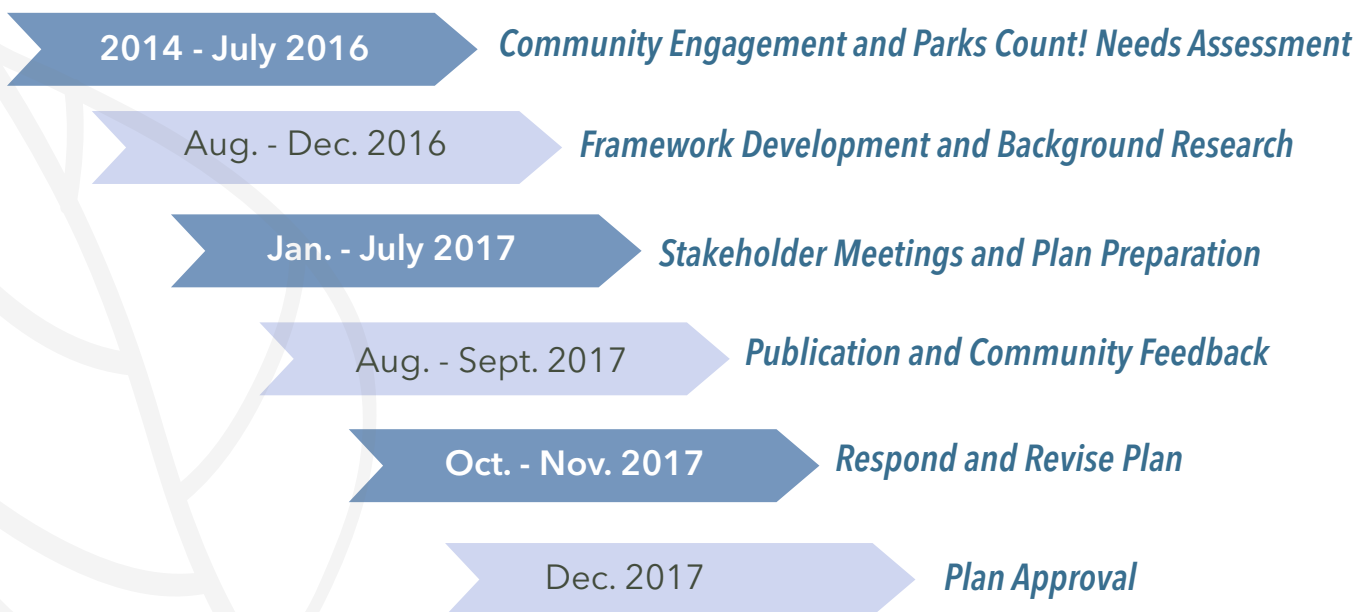 2014 - July 2016 Community Engagement and Parks Count! Needs Assessment
Aug. - Dec. 2016 Framework Development and Background Research
Jan. - July 2017 Stakeholder Meetings and Plan Preparation
Aug. - Sept. 2017 Publication and Community Feedback
Oct. - Nov. 2017 Respond and Revise Plan
Dec. 2017 Plan Approval